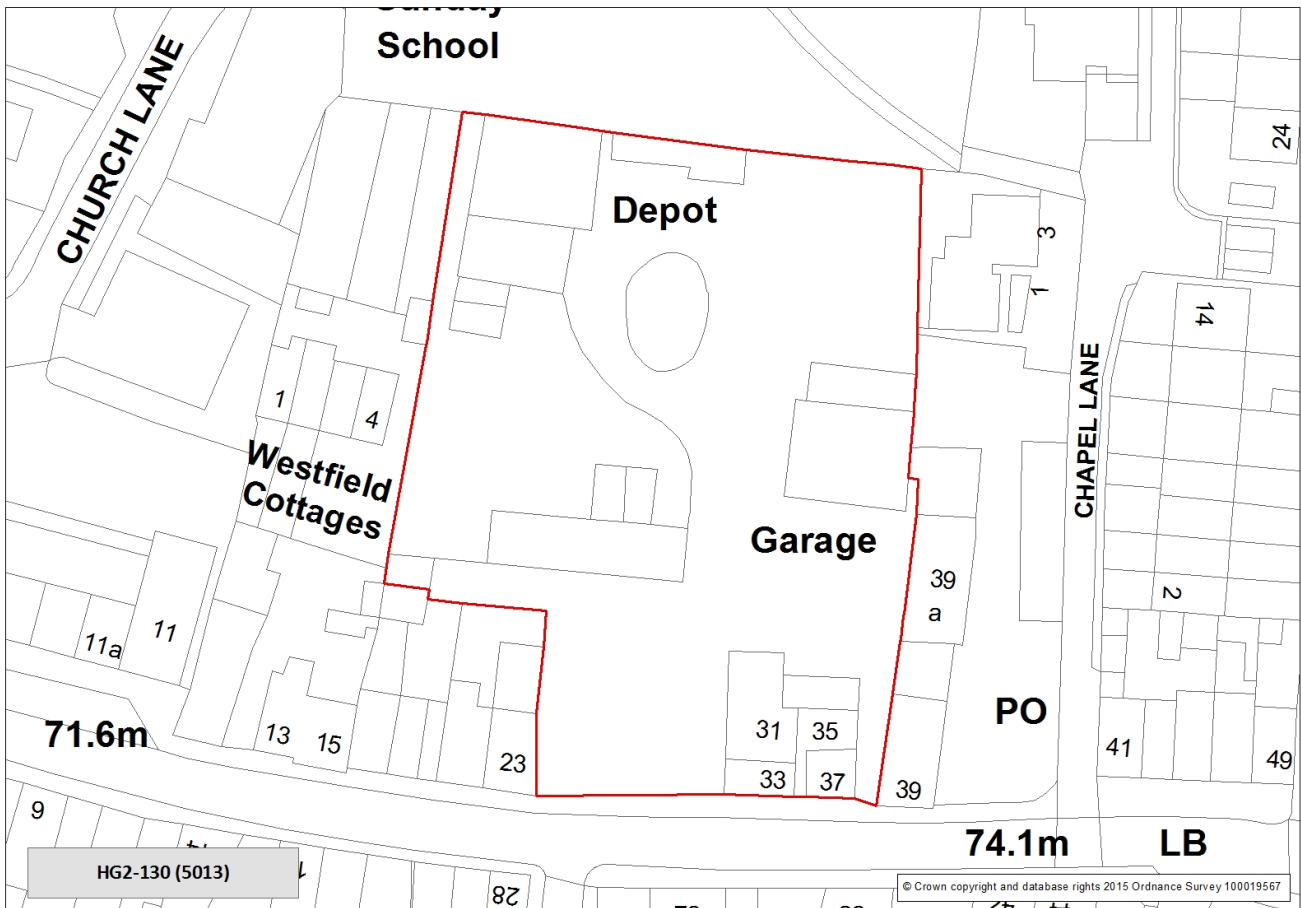 Sunday
School
CHURCH LANE
24
Depot
3
1
14
CHAPEL LANE
1
4
Westfield
Cottages
Garage
39
a
2
11
11a
PO
71.6m
13
15
23
31
35
33
37
39
41
49
9
74.1m
LB
HG2-130 (5013)
28
© Crown copyright and database rights 2015 Ordnance Survey 100019567